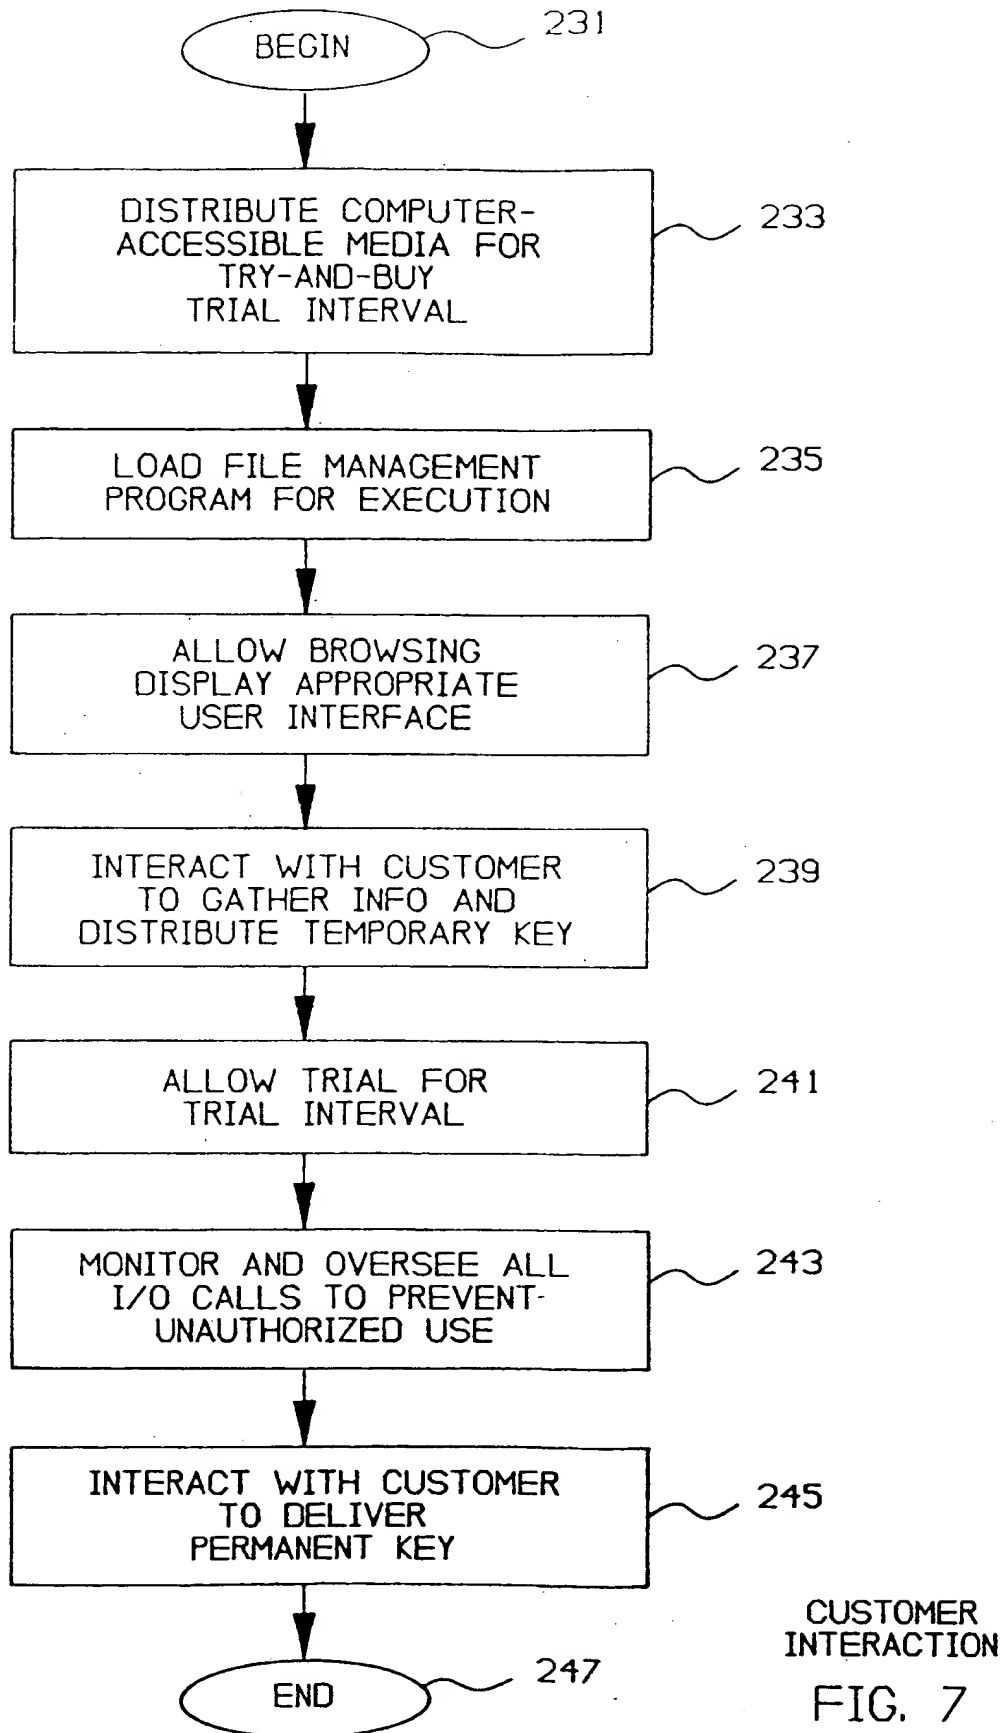 BEGIN
231
DISTRIBUTE COMPUTER-
ACCESSIBLE MEDIA FOR
TRY-AND-BUY
TRIAL INTERVAL
233
LOAD FILE MANAGEMENT
PROGRAM FOR EXECUTION
235
ALLOW BROWSING
DISPLAY APPROPRIATE
USER INTERFACE
237
INTERACT WITH CUSTOMER
TO GATHER INFO AND
DISTRIBUTE TEMPORARY KEY
239
ALLOW TRIAL FOR
TRIAL INTERVAL
241
MONITOR AND OVERSEE ALL
I/O CALLS TO PREVENT
UNAUTHORIZED USE
243
INTERACT WITH CUSTOMER
TO DELIVER
PERMANENT KEY
245
END
247
CUSTOMER
INTERACTION
FIG. 7